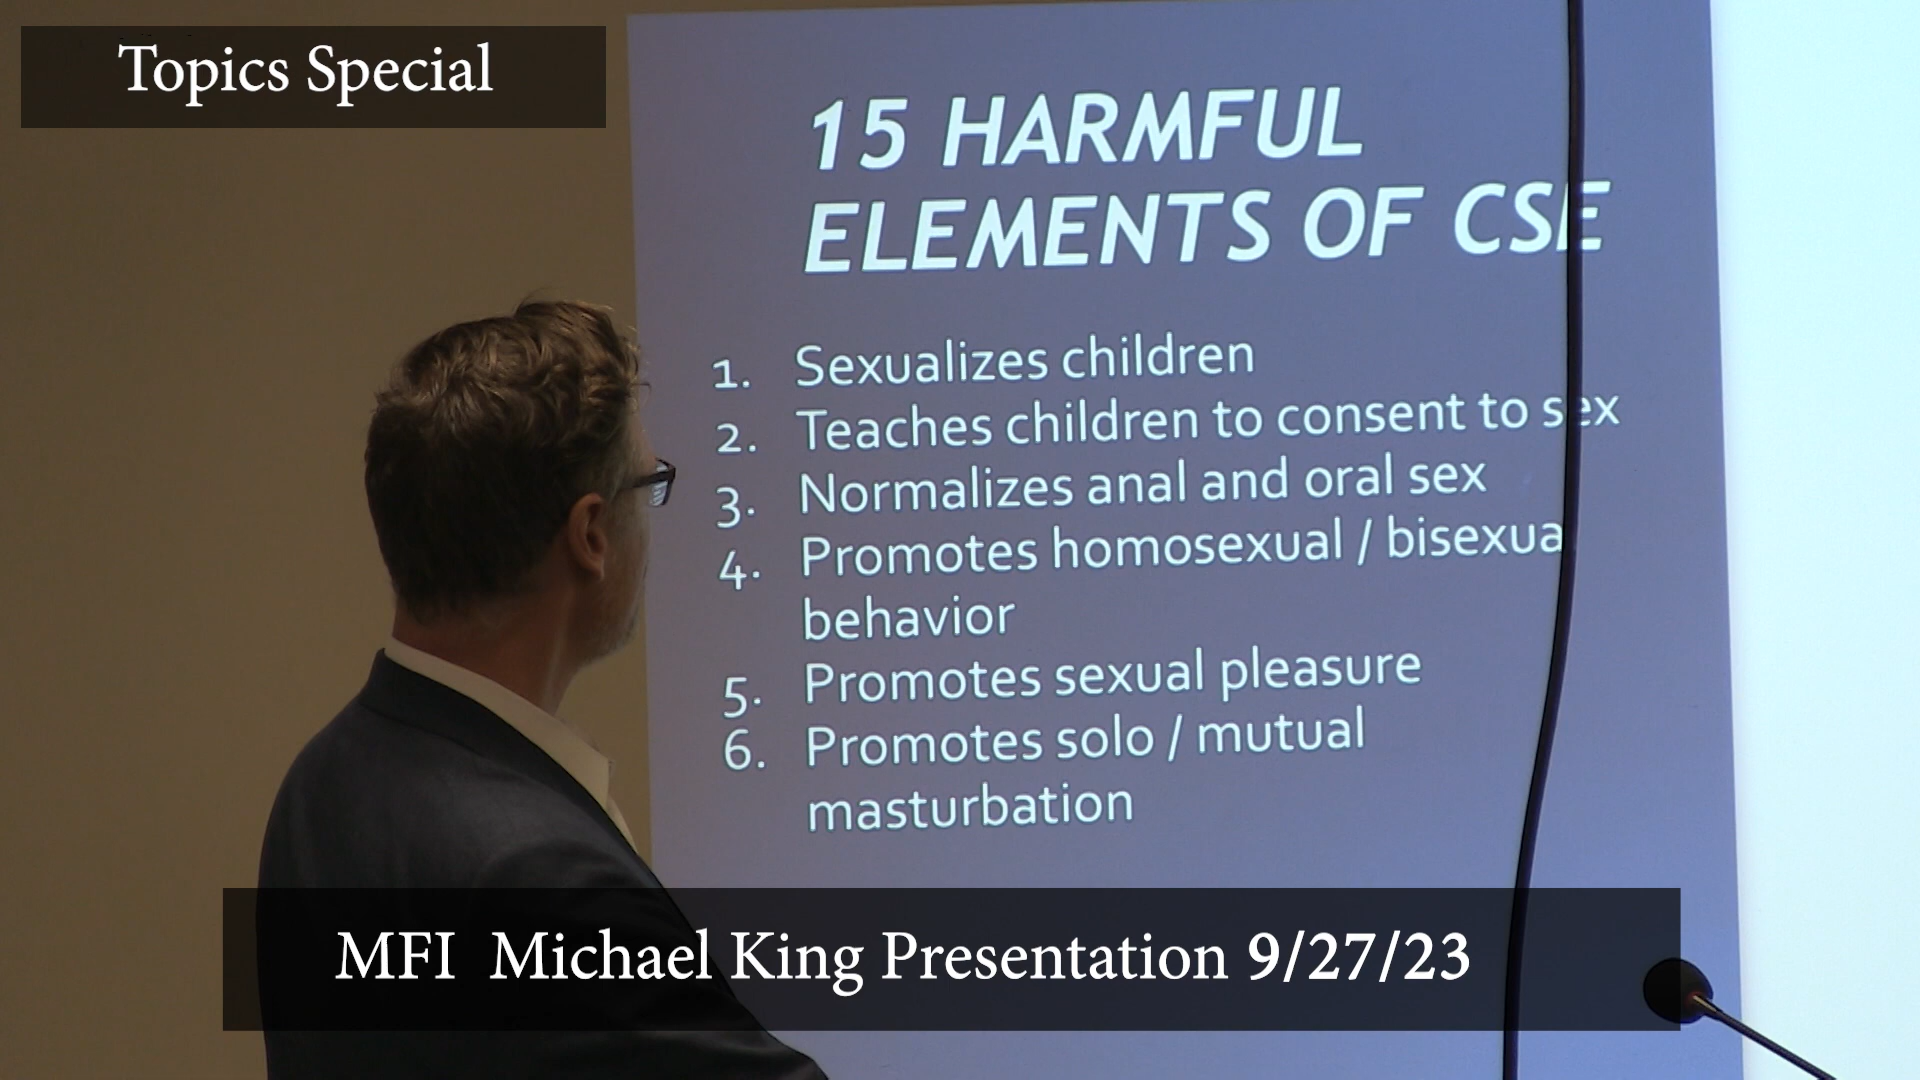 Topics Special
15 HARMFUL
ELEMENTS OF CSE
1. Sexualizes children
2. Teaches children to consent to sex
3. Normalizes anal and oral sex
4. Promotes homosexual / bisexua
behavior
5. Promotes sexual pleasure
6. Promotes solo / mutual
masturbation
MFI Michael King Presentation 9/27/23